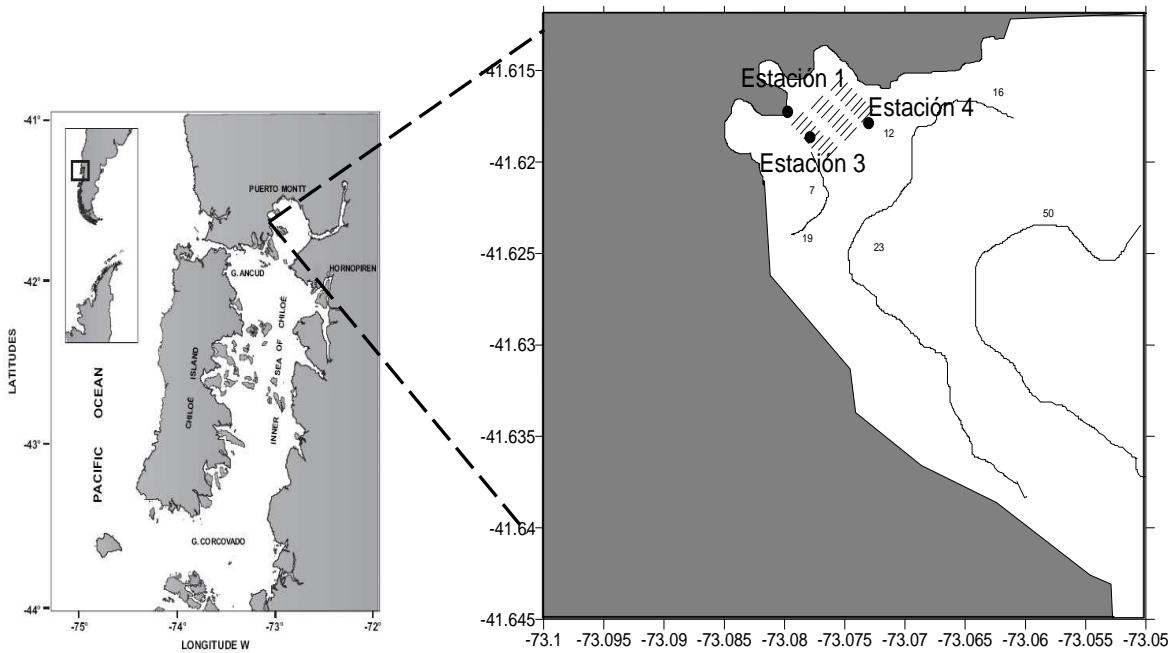 -41°
-42°
-43°
-44°
LATITUDES
PUERTO MONTT
HORNOPIREN
G. ANCUD
INNER SEA OF CHILOÉ
CHILOÉ ISLAND
PACIFIC OCEAN
G. CORCOVADO
-75°
-74°
-73°
-72°
LONGITUDE W
-41.615
-41.62
-41.625
-41.63
-41.635
-41.64
-41.645
Estación 1
Estación 4
Estación 3
16
12
7
19
23
50
-73.1
-73.095
-73.09
-73.085
-73.08
-73.075
-73.07
-73.065
-73.06
-73.055
-73.05